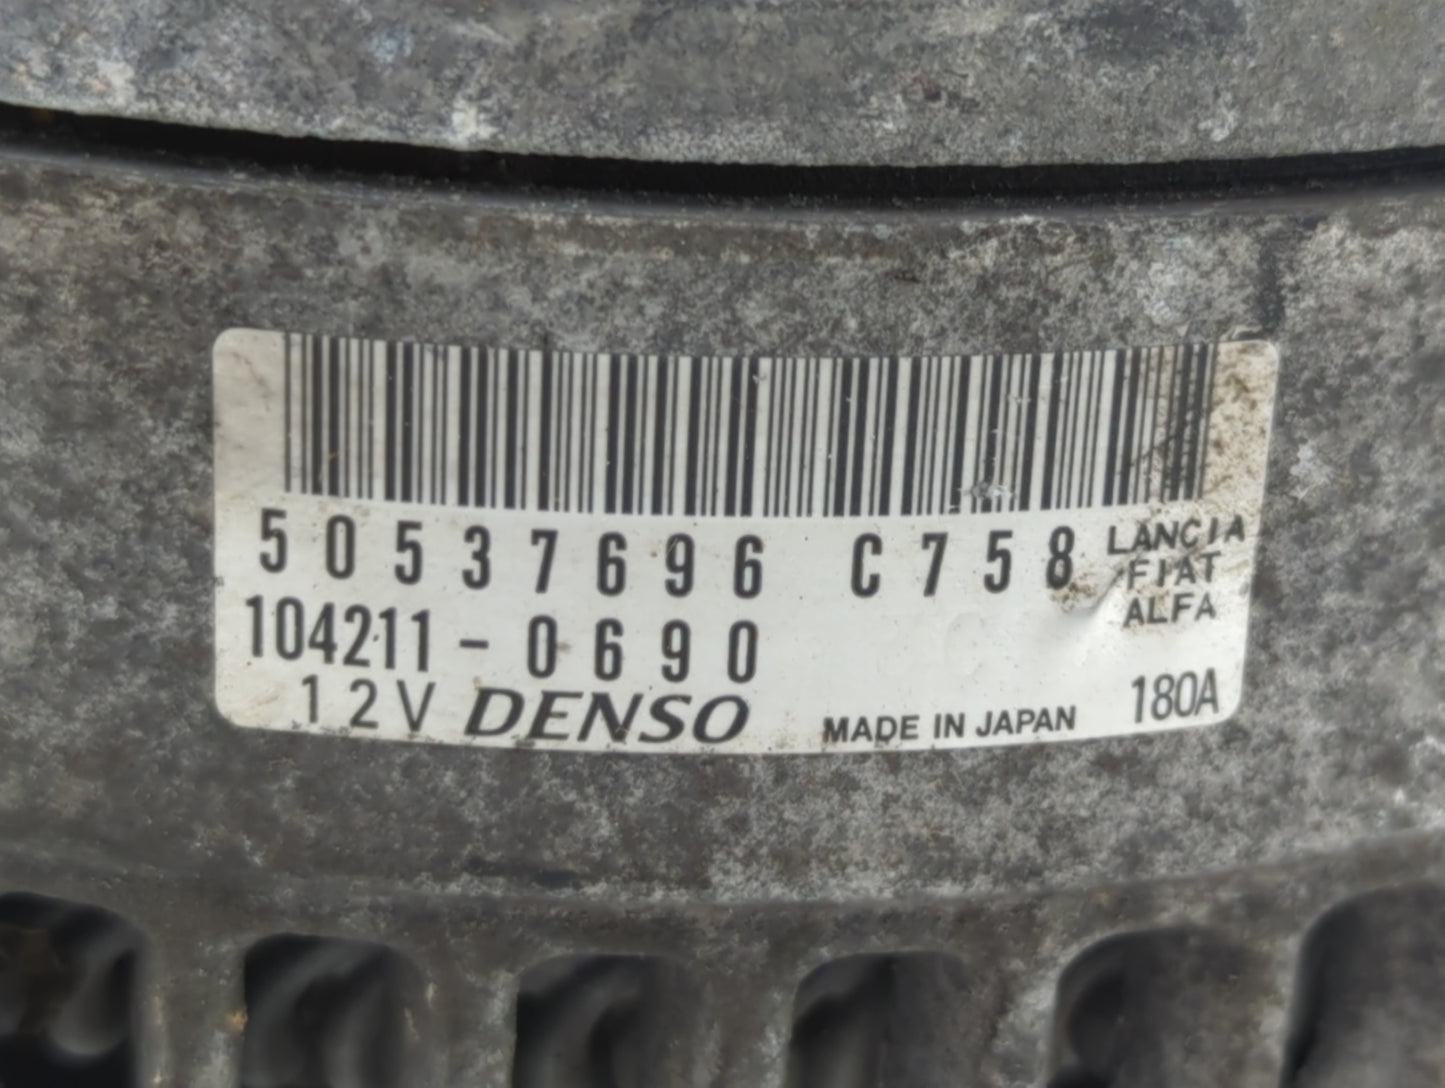 50537696 C758 LANCIA
FIAT
ALFA
104211-0690
12V DENSO MADE IN JAPAN 180A